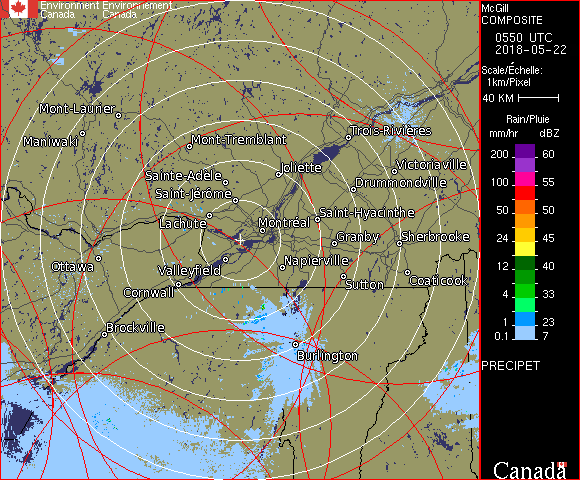 Environment Environnement
Canada Canada
McGill
COMPOSITE
0550 UTC
2018-05-22
Scale/Échelle:
1km/Pixel
40 KM
Rain/Pluie
mm/hr dBZ
200 60
100 55
50 50
24 45
12 40
4 33
1 23
0.1 7
PRECIPET
Canada
Mont-Laurier
Maniwaki
Mont-Tremblant
Trois-Rivières
Joliette
Victoriaville
Sainte-Adèle
Drummondville
Saint-Jérôme
Lachute
Montréal
Saint-Hyacinthe
Granby
Sherbrooke
Ottawa
Valleyfield
Napierville
Sutton
Coaticook
Cornwall
Brockville
Burlington